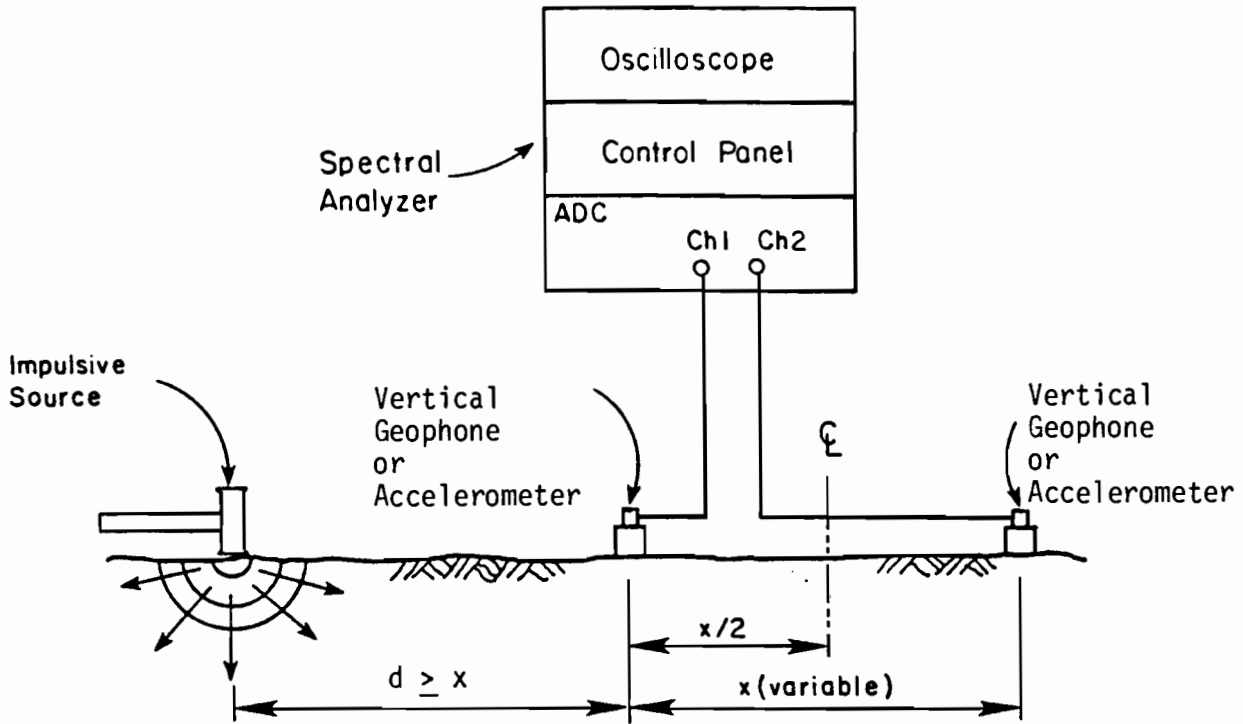 Oscilloscope
Control Panel
Spectral
Analyzer
ADC
Ch1 Ch2
Impulsive
Source
Vertical
Geophone
or
Accelerometer
℄
Vertical
Geophone
or
Accelerometer
x/2
d ≥ x
x (variable)